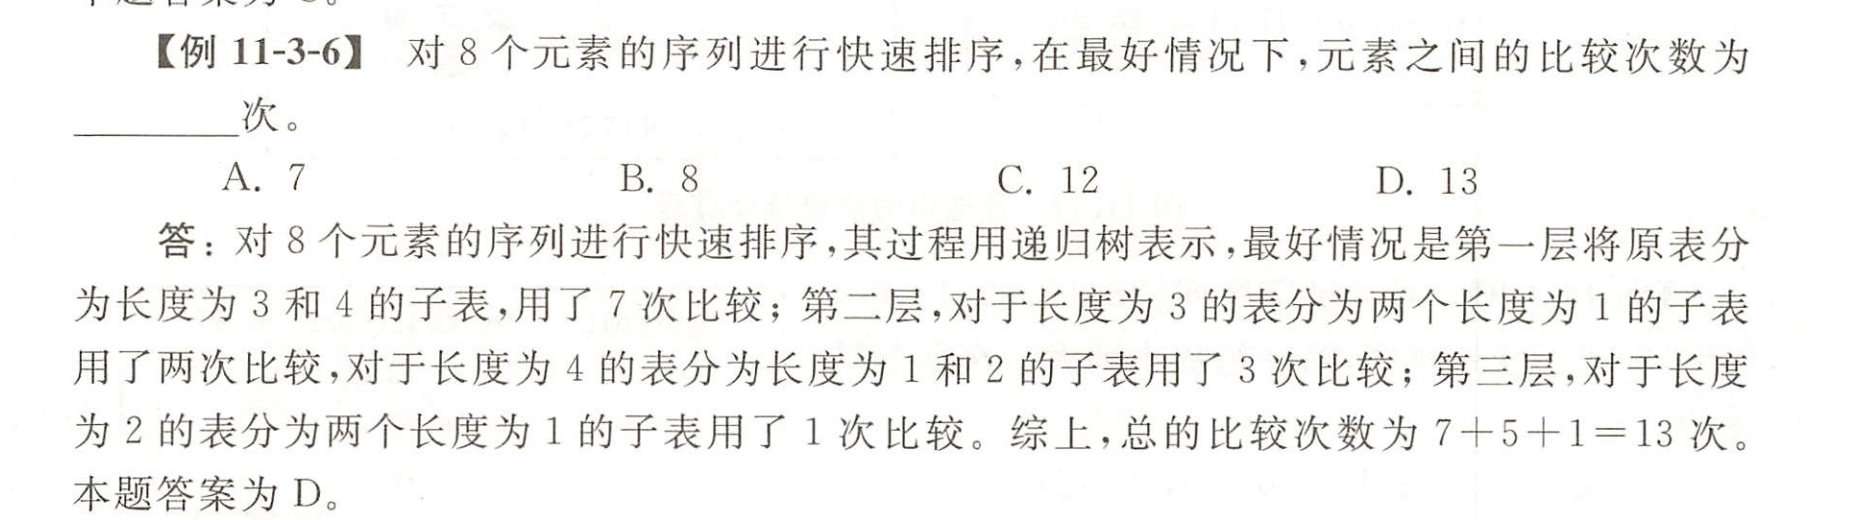 【例 11-3-6】 对 8 个元素的序列进行快速排序,在最好情况下,元素之间的比较次数为
________次。
A. 7 B. 8 C. 12 D. 13
答: 对 8 个元素的序列进行快速排序,其过程用递归树表示,最好情况是第一层将原表分
为长度为 3 和 4 的子表,用了 7 次比较; 第二层,对于长度为 3 的表分为两个长度为 1 的子表
用了两次比较,对于长度为 4 的表分为长度为 1 和 2 的子表用了 3 次比较; 第三层,对于长度
为 2 的表分为两个长度为 1 的子表用了 1 次比较。综上,总的比较次数为 7+5+1=13 次。
本题答案为 D。